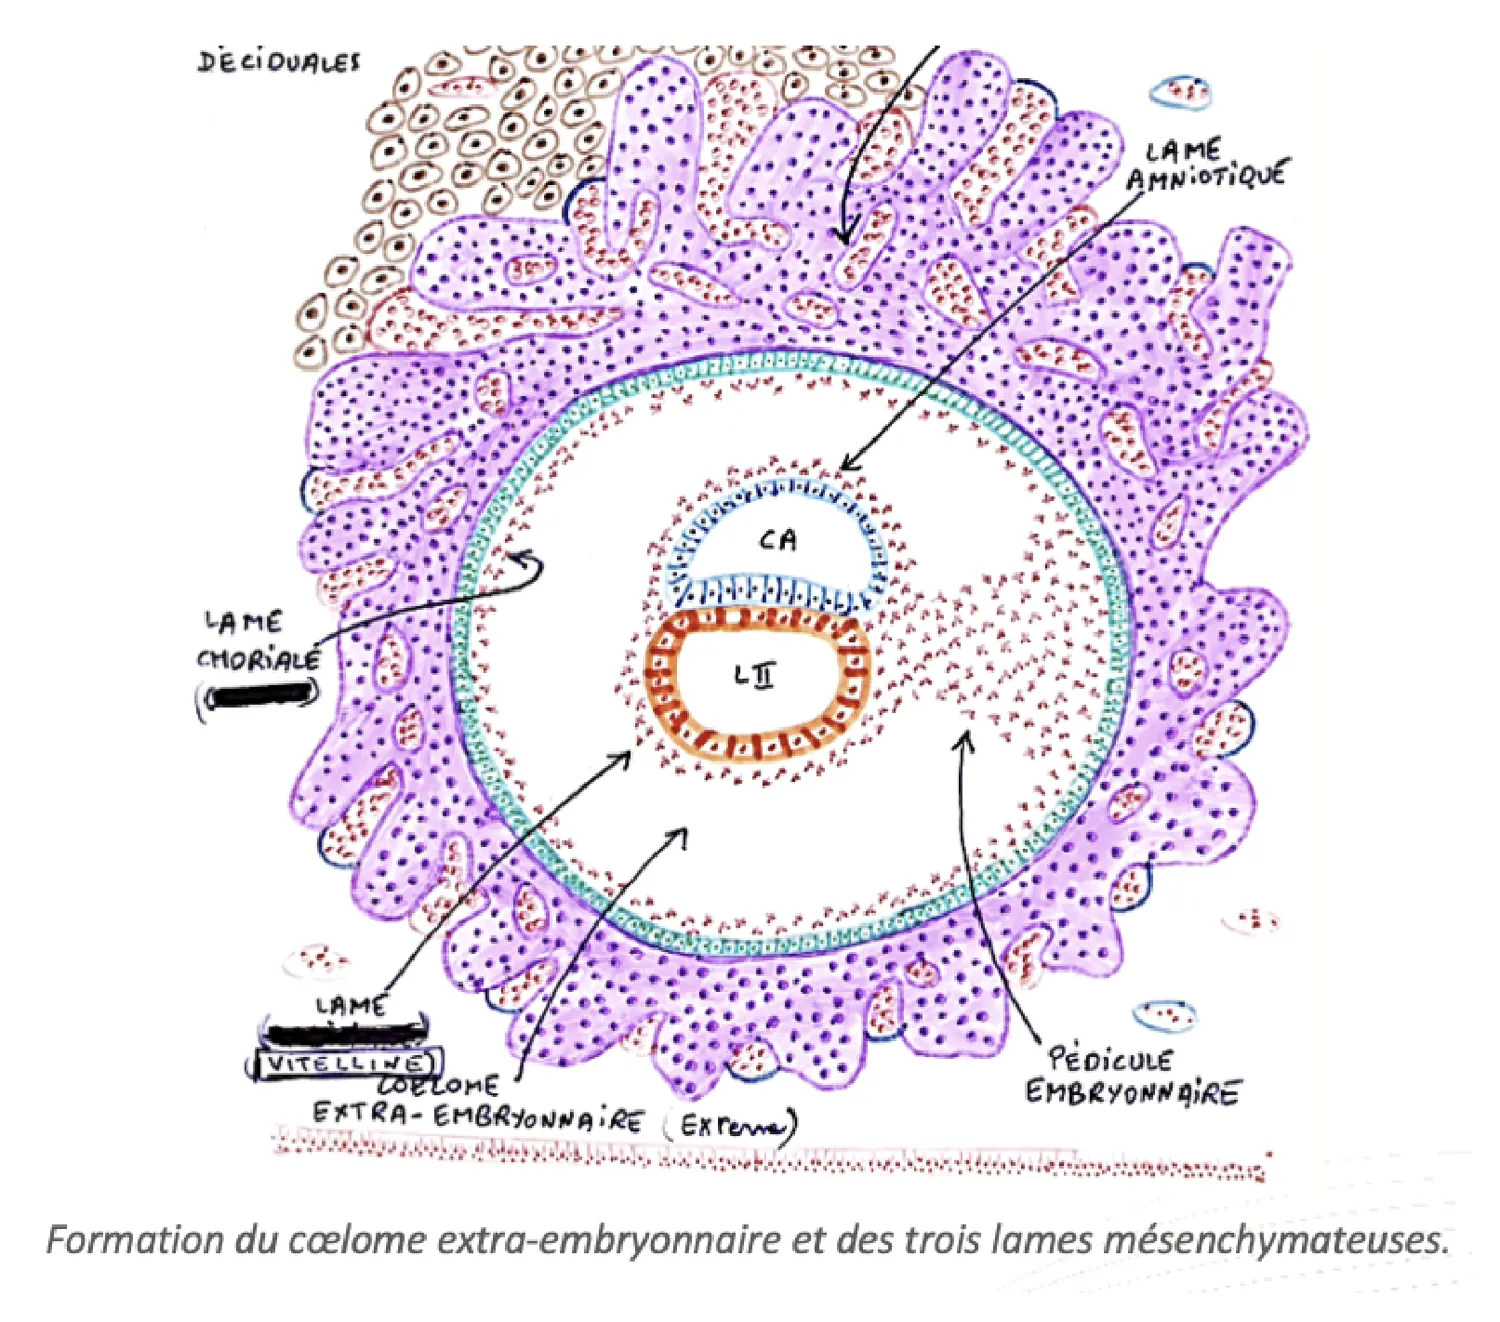 DÉCIDUALES
LAME
AMNIOTIQUE
CA
LAME
CHORIALE
LII
LAME
(VITELLINE)
COELOME
EXTRA-EMBRYONNAIRE (Externe)
PÉDICULE
EMBRYONNAIRE
Formation du cœlome extra-embryonnaire et des trois lames mésenchymateuses.